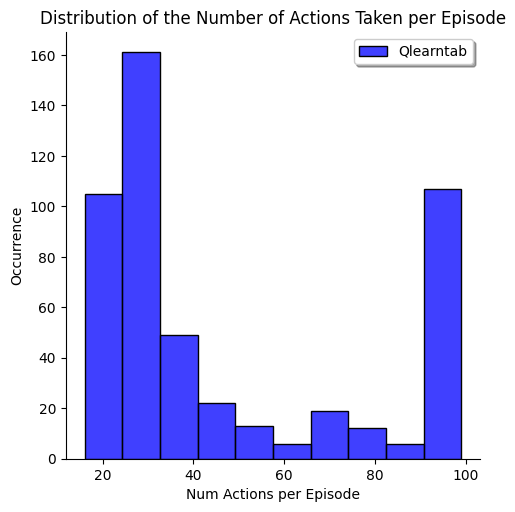 Distribution of the Number of Actions Taken per Episode
Qlearntab
160
140
120
100
80
60
40
20
0
Occurrence
20 40 60 80 100
Num Actions per Episode